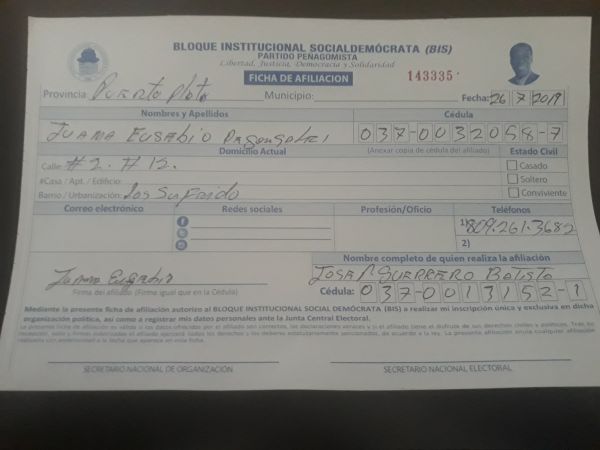 BLOQUE INSTITUCIONAL SOCIALDEMÓCRATA (BIS)
PARTIDO PEÑAGOMISTA
Libertad, Justicia, Democracia y Solidaridad
FICHA DE AFILIACION 143335
Provincia: Puerto Plata Municipio: Fecha: 26 7 2019
Nombres y Apellidos Cédula
Juana Eusebio 037-0032058-7
Domicilio Actual (Anexar copia de cédula del afiliado) Estado Civil
Calle: #2. #12. Casado
#Casa / Apt. / Edificio: Soltero
Barrio / Urbanización: Los Conviviente
Correo electrónico Redes sociales Profesión/Oficio Teléfonos
1) 809.261.3682
2)
Nombre completo de quien realiza la afiliación
Juana Eusebio José Guerrero Batista
Firma del afiliado (Firma igual que en la Cédula) Cédula: 037-0013152-1
Mediante la presente ficha de afiliación autorizo al BLOQUE INSTITUCIONAL SOCIAL DEMÓCRATA (BIS) a realizar mi inscripción única y exclusiva en dicha
organización política, así como a registrar mis datos personales ante la Junta Central Electoral.
SECRETARIO NACIONAL DE ORGANIZACIÓN SECRETARIO NACIONAL ELECTORAL